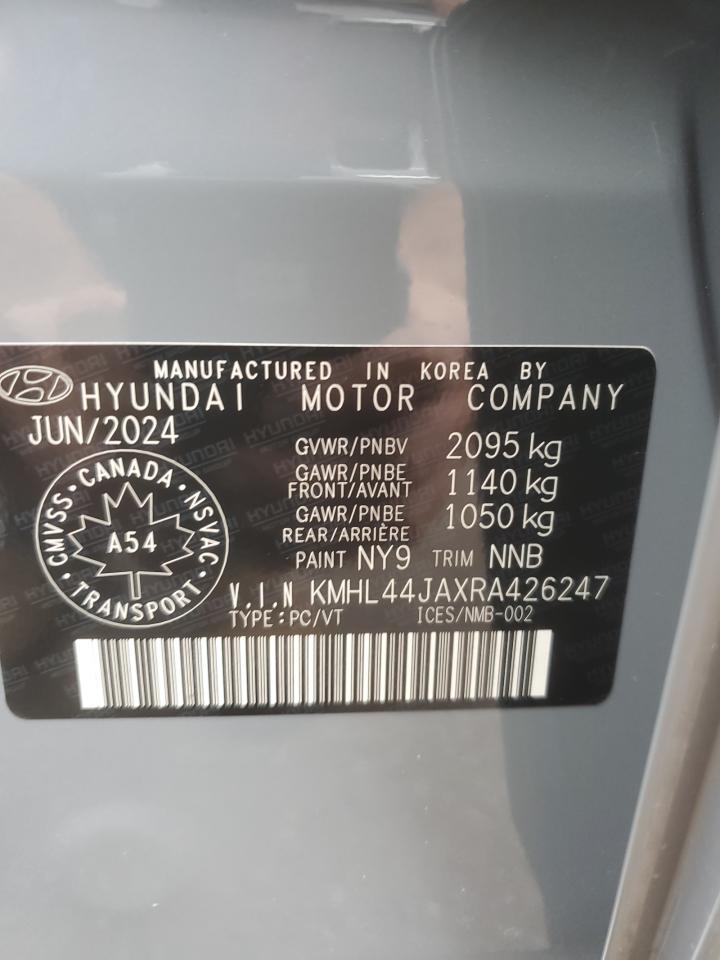 MANUFACTURED IN KOREA BY
HYUNDAI MOTOR COMPANY
JUN/2024
GVWR/PNBV 2095 kg
GAWR/PNBE
FRONT/AVANT 1140 kg
GAWR/PNBE
REAR/ARRIÈRE 1050 kg
PAINT NY9 TRIM NNB
CMVSS • CANADA • NSVAC • TRANSPORT •
A54
V.I.N KMHL44JAXRA426247
TYPE:PC/VT ICES/NMB-002